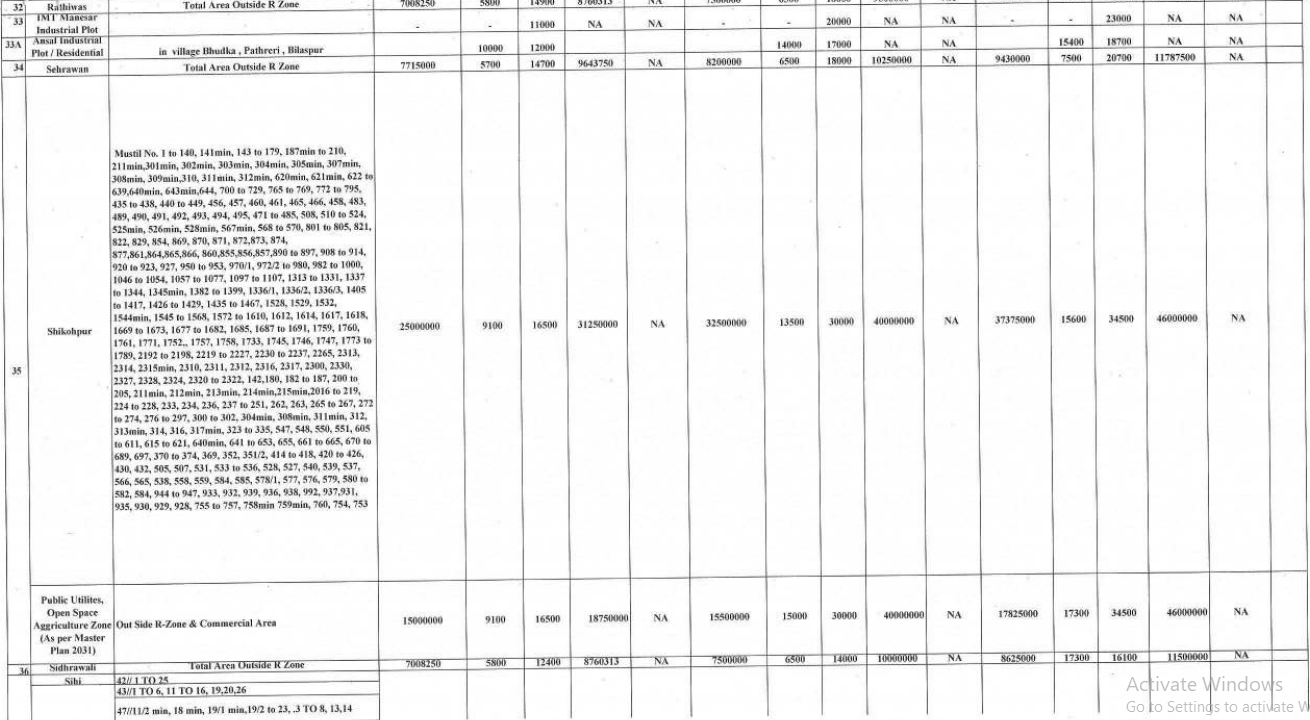 32 Rathiwas Total Area Outside R Zone 7008250 5800 14900 8760313 NA
33 IMT Manesar Industrial Plot - - 11000 NA NA - - 20000 NA NA - - 23000 NA NA
33A Ansal Industrial Plot / Residential in village Bhudka , Pathreri , Bilaspur 10000 12000 14000 17000 NA NA 15400 18700 NA NA
34 Sehrawan Total Area Outside R Zone 7715000 5700 14700 9643750 NA 8200000 6500 18000 10250000 NA 9430000 7500 20700 11787500 NA
35 Shikohpur
Mustil No. 1 to 140, 141min, 143 to 179, 187min to 210,
211min,301min, 302min, 303min, 304min, 305min, 307min,
308min, 309min,310, 311min, 312min, 620min, 621min, 622 to
639,640min, 643min,644, 700 to 729, 765 to 769, 772 to 795,
435 to 438, 440 to 449, 456, 457, 460, 461, 465, 466, 458, 483,
489, 490, 491, 492, 493, 494, 495, 471 to 485, 508, 510 to 524,
525min, 526min, 528min, 567min, 568 to 570, 801 to 805, 821,
822, 829, 854, 869, 870, 871, 872,873, 874,
877,861,864,865,866, 860,855,856,857,890 to 897, 908 to 914,
920 to 923, 927, 950 to 953, 970/1, 972/2 to 980, 982 to 1000,
1046 to 1054, 1057 to 1077, 1097 to 1107, 1313 to 1331, 1337
to 1344, 1345min, 1382 to 1399, 1336/1, 1336/2, 1336/3, 1405
to 1417, 1426 to 1429, 1435 to 1467, 1528, 1529, 1532,
1544min, 1545 to 1568, 1572 to 1610, 1612, 1614, 1617, 1618,
1669 to 1673, 1677 to 1682, 1685, 1687 to 1691, 1759, 1760,
1761, 1771, 1752,, 1757, 1758, 1733, 1745, 1746, 1747, 1773 to
1789, 2192 to 2198, 2219 to 2227, 2230 to 2237, 2265, 2313,
2314, 2315min, 2310, 2311, 2312, 2316, 2317, 2300, 2330,
2327, 2328, 2324, 2320 to 2322, 142,180, 182 to 187, 200 to
205, 211min, 212min, 213min, 214min,215min,2016 to 219,
224 to 228, 233, 234, 236, 237 to 251, 262, 263, 265 to 267, 272
to 274, 276 to 297, 300 to 302, 304min, 308min, 311min, 312,
313min, 314, 316, 317min, 323 to 335, 547, 548, 550, 551, 605
to 611, 615 to 621, 640min, 641 to 653, 655, 661 to 665, 670 to
689, 697, 370 to 374, 369, 352, 351/2, 414 to 418, 420 to 426,
430, 432, 505, 507, 531, 533 to 536, 528, 527, 540, 539, 537,
566, 565, 538, 558, 559, 584, 585, 578/1, 577, 576, 579, 580 to
582, 584, 944 to 947, 933, 932, 939, 936, 938, 992, 937,931,
935, 930, 929, 928, 755 to 757, 758min 759min, 760, 754, 753
25000000 9100 16500 31250000 NA 32500000 13500 30000 40000000 NA 37375000 15600 34500 46000000 NA
Public Utilites,
Open Space
Aggriculture Zone
(As per Master
Plan 2031)
Out Side R-Zone & Commercial Area 15000000 9100 16500 18750000 NA 15500000 15000 30000 40000000 NA 17825000 17300 34500 46000000 NA
36 Sidhrawali Total Area Outside R Zone 7008250 5800 12400 8760313 NA 7500000 6500 14000 10000000 NA 8625000 17300 16100 11500000 NA
Sihi 42// 1 TO 25
43//1 TO 6, 11 TO 16, 19,20,26
47//11/2 min, 18 min, 19/1 min,19/2 to 23, .3 TO 8, 13,14
Activate Windows
Go to Settings to activate W